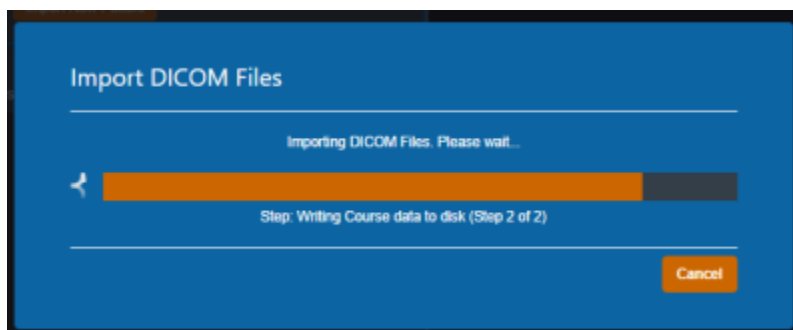 Import DICOM Files
Importing DICOM Files. Please wait...
Step: Writing Course data to disk (Step 2 of 2)
Cancel